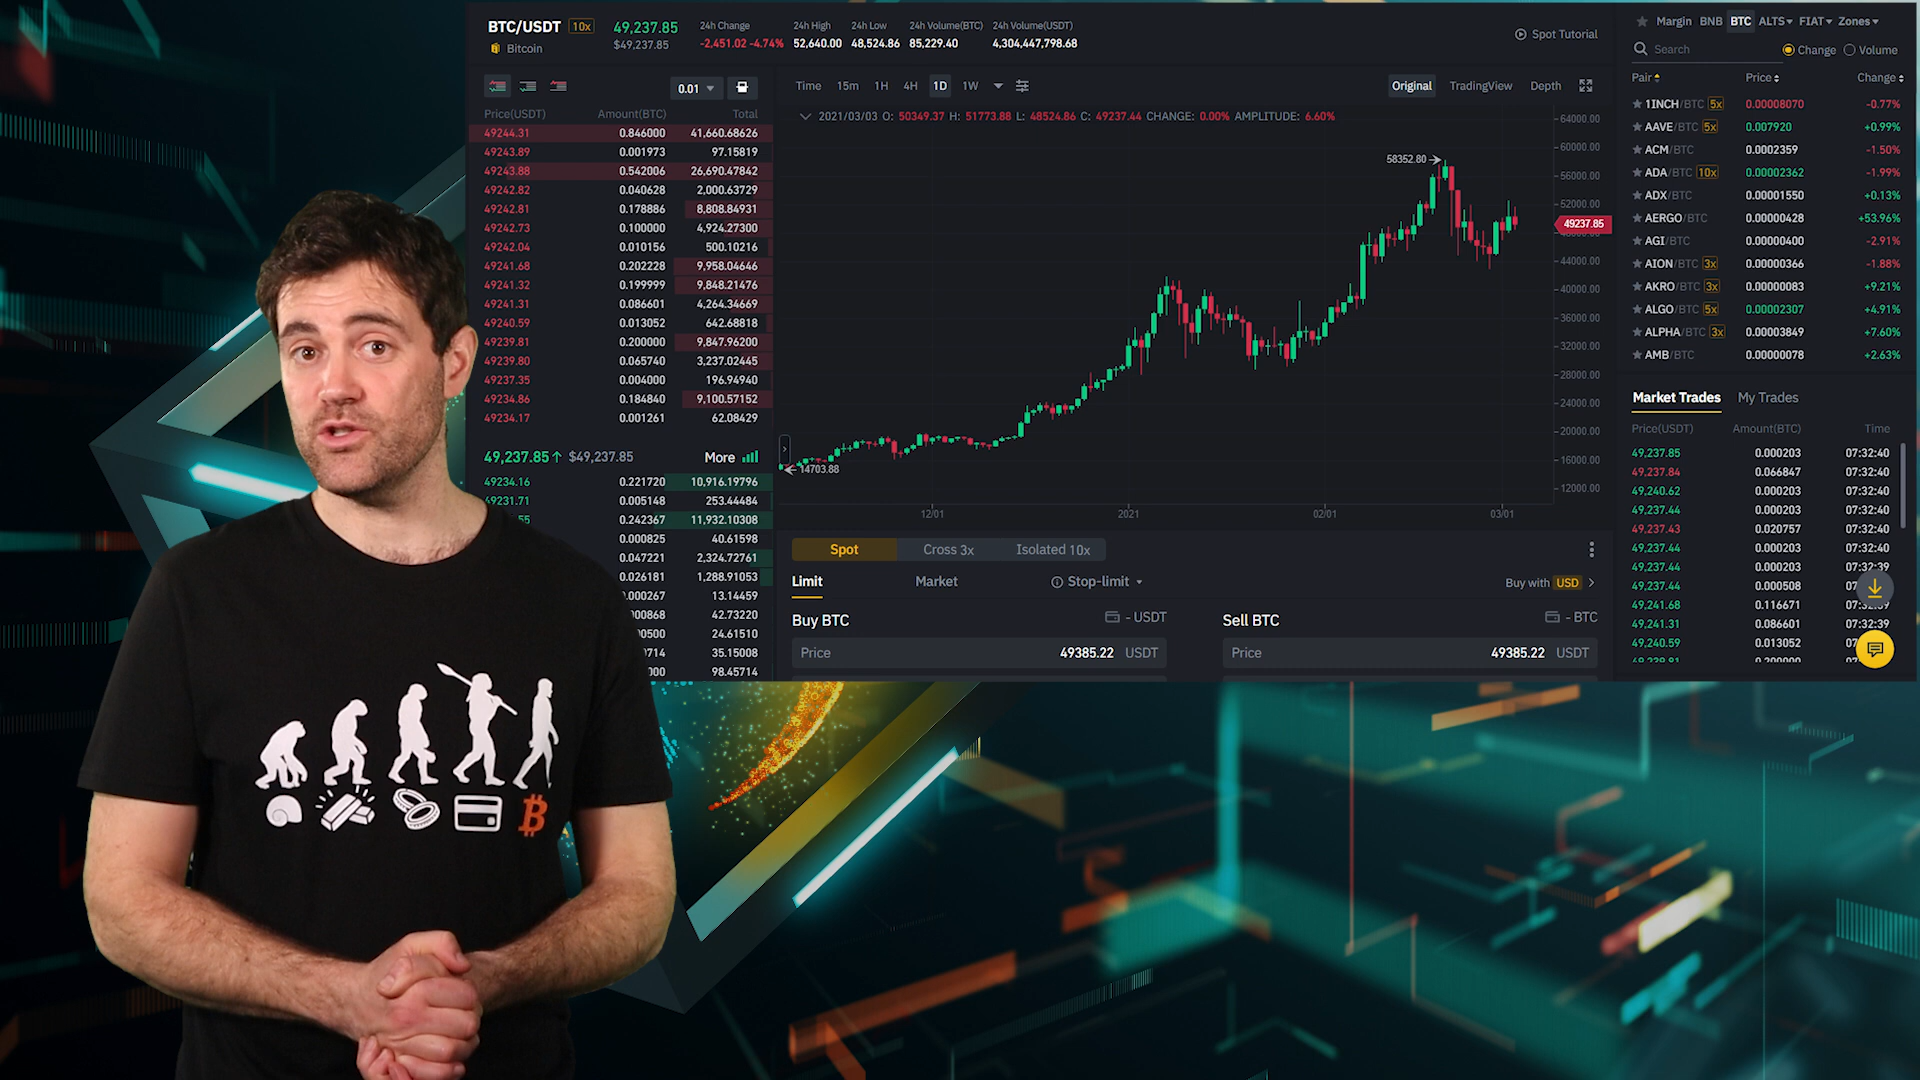 BTC/USDT 10x 49,237.85 24h Change 24h High 24h Low 24h Volume(BTC) 24h Volume(USDT)
Bitcoin $49,237.85 -2,451.02 -4.74% 52,640.00 48,524.86 85,229.40 4,304,447,798.68
Spot Tutorial
Margin BNB BTC ALTS FIAT Zones
Search Change Volume
Pair Price Change
1INCH/BTC 5x 0.00008070 -0.77%
AAVE/BTC 5x 0.007920 +0.99%
ACM/BTC 0.0002359 -1.50%
ADA/BTC 10x 0.00002362 -1.99%
ADX/BTC 0.00001550 +0.13%
AERGO/BTC 0.00000428 +53.96%
AGI/BTC 0.00000400 -2.91%
AION/BTC 3x 0.00000366 -1.88%
AKRO/BTC 3x 0.00000083 +9.21%
ALGO/BTC 5x 0.00002307 +4.91%
ALPHA/BTC 3x 0.00003849 +7.60%
AMB/BTC 0.00000078 +2.63%
0.01
Price(USDT) Amount(BTC) Total
49244.31 0.846000 41,660.68626
49243.89 0.001973 97.15819
49243.88 0.542006 26,690.47842
49242.82 0.040628 2,000.63729
49242.81 0.178886 8,808.84931
49242.73 0.100000 4,924.27300
49242.04 0.010156 500.10216
49241.68 0.202228 9,958.04646
49241.32 0.199999 9,848.21476
49241.31 0.086601 4,264.34669
49240.59 0.013052 642.68818
49239.81 0.200000 9,847.96200
49239.80 0.065740 3,237.02445
49237.35 0.004000 196.94940
49234.86 0.184840 9,100.57152
49234.17 0.001261 62.08429
49,237.85↑ $49,237.85 More
49234.16 0.221720 10,916.19796
49231.71 0.005148 253.44484
55 0.242367 11,932.10308
0.000825 40.61598
0.047221 2,324.72761
0.026181 1,288.91053
000267 13.14459
00868 42.73220
00500 24.61510
0714 35.15008
000 98.45714
Time 15m 1H 4H 1D 1W
Original TradingView Depth
2021/03/03 O: 50349.37 H: 51773.88 L: 48524.86 C: 49237.44 CHANGE: 0.00% AMPLITUDE: 6.60%
64000.00
60000.00
58352.80
56000.00
52000.00
49237.85
44000.00
40000.00
36000.00
32000.00
28000.00
24000.00
20000.00
16000.00
14703.88
12000.00
12/01 2021 02/01 03/01
Spot Cross 3x Isolated 10x
Limit Market Stop-limit Buy with USD
Buy BTC - USDT Sell BTC - BTC
Price 49385.22 USDT Price 49385.22 USDT
Market Trades My Trades
Price(USDT) Amount(BTC) Time
49,237.85 0.000203 07:32:40
49,237.84 0.066847 07:32:40
49,240.62 0.000203 07:32:40
49,237.44 0.000203 07:32:40
49,237.43 0.020757 07:32:40
49,237.44 0.000203 07:32:40
49,237.44 0.000203 07:32:39
49,237.44 0.000508 07:32:39
49,241.68 0.116671 07:32:39
49,241.31 0.086601 07:32:39
49,240.59 0.013052